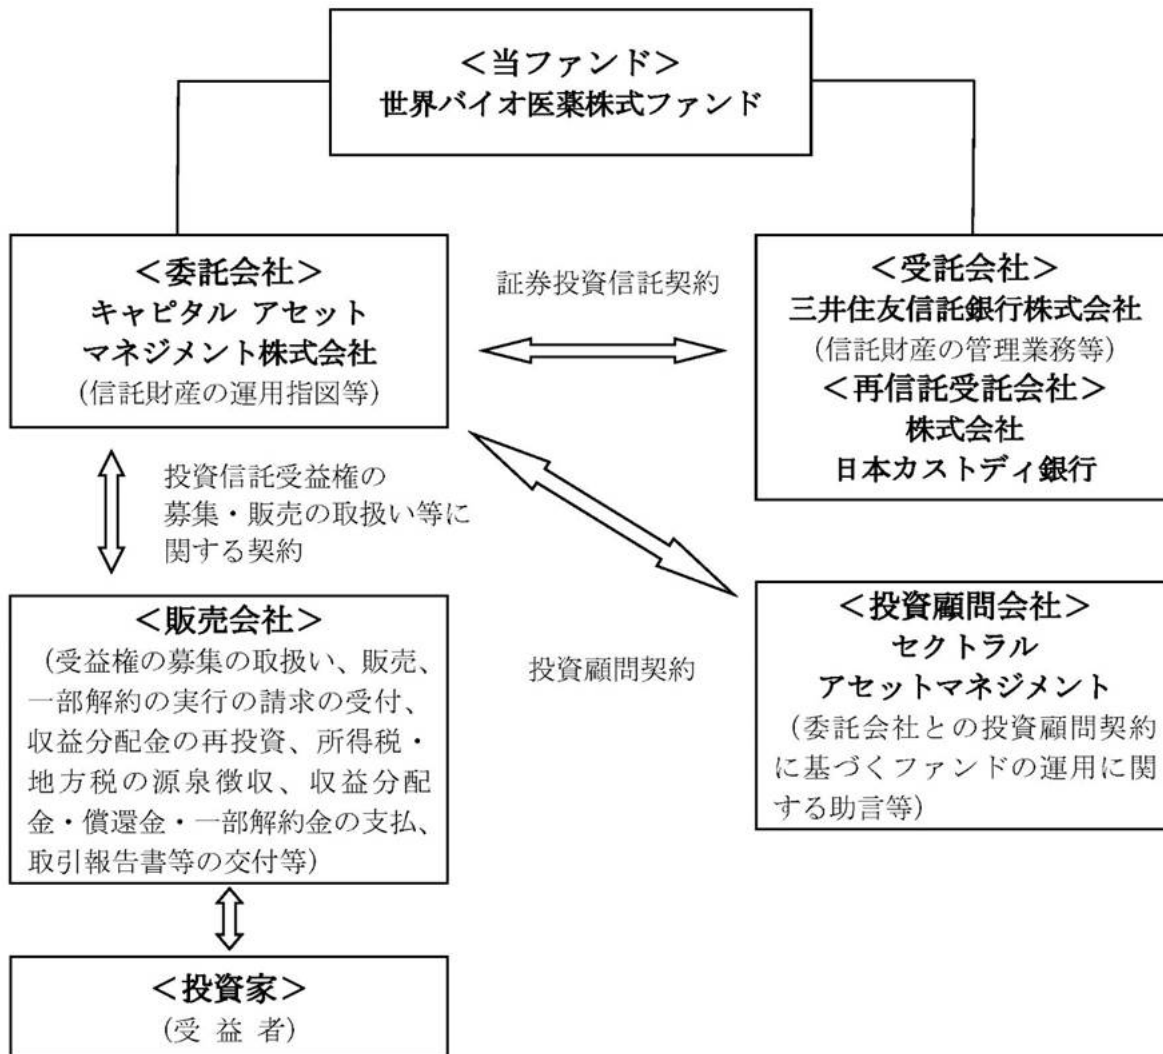 ＜当ファンド＞
世界バイオ医薬株式ファンド
＜委託会社＞
キャピタル アセット
マネジメント株式会社
（信託財産の運用指図等）
証券投資信託契約
＜受託会社＞
三井住友信託銀行株式会社
（信託財産の管理業務等）
＜再信託受託会社＞
株式会社
日本カストディ銀行
投資信託受益権の
募集・販売の取扱い等に
関する契約
＜販売会社＞
（受益権の募集の取扱い、販売、
一部解約の実行の請求の受付、
収益分配金の再投資、所得税・
地方税の源泉徴収、収益分配
金・償還金・一部解約金の支払、
取引報告書等の交付等）
投資顧問契約
＜投資顧問会社＞
セクトラル
アセットマネジメント
（委託会社との投資顧問契約
に基づくファンドの運用に関
する助言等）
＜投資家＞
（受 益 者）